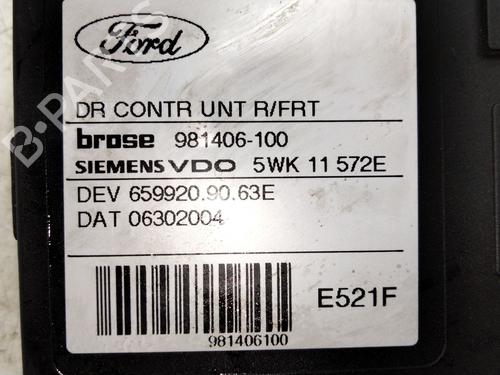 Ford
DR CONTR UNT R/FRT
brose 981406-100
SIEMENS VDO 5WK 11 572E
DEV 659920.90.63E
DAT 06302004
E521F
981406100
B-PARTS